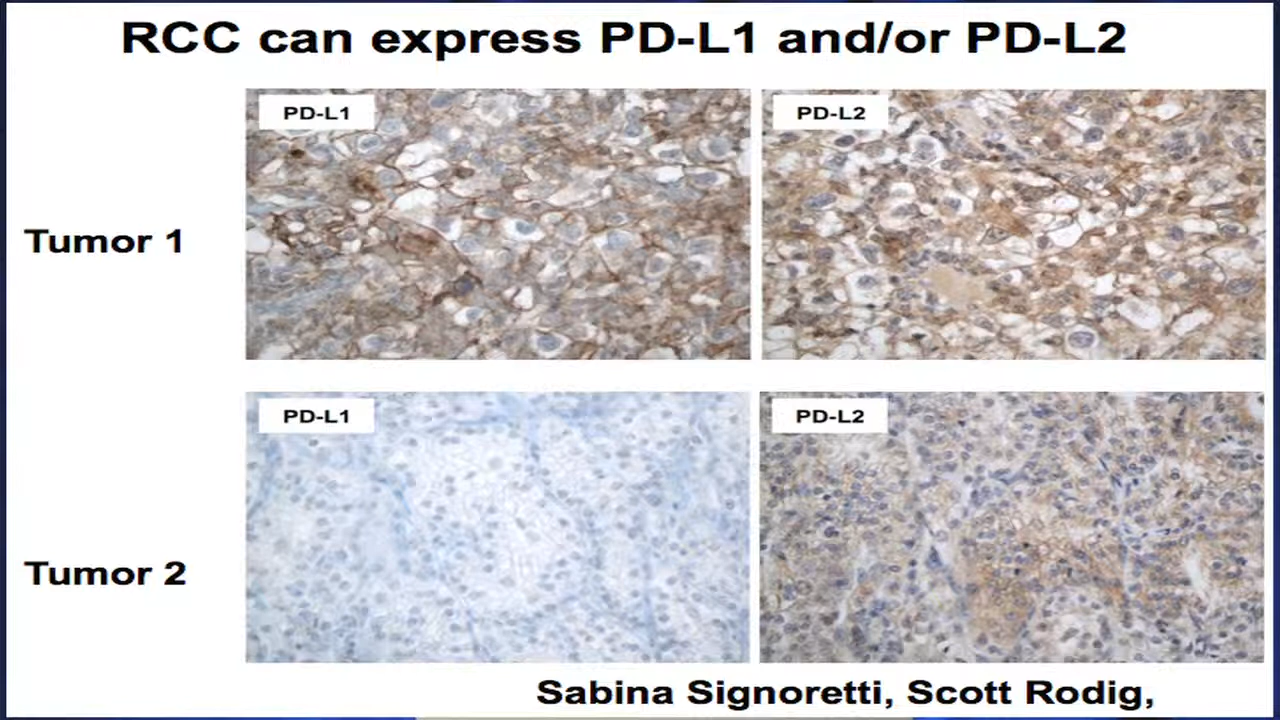 RCC can express PD-L1 and/or PD-L2
PD-L1
PD-L2
Tumor 1
PD-L1
PD-L2
Tumor 2
Sabina Signoretti, Scott Rodig,